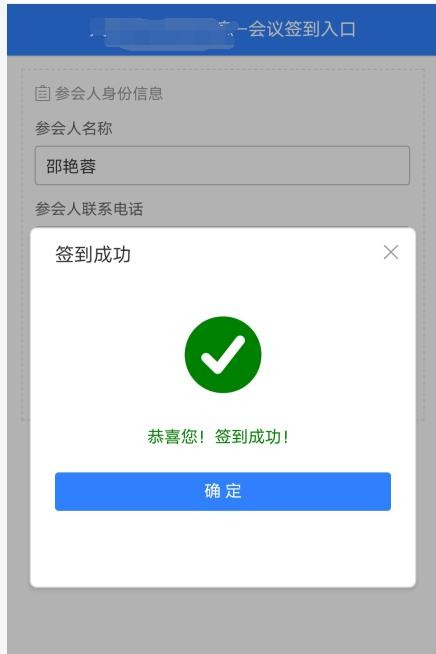 —会议签到入口
参会人身份信息
参会人名称
邵艳蓉
参会人联系电话
签到成功
恭喜您！签到成功！
确 定